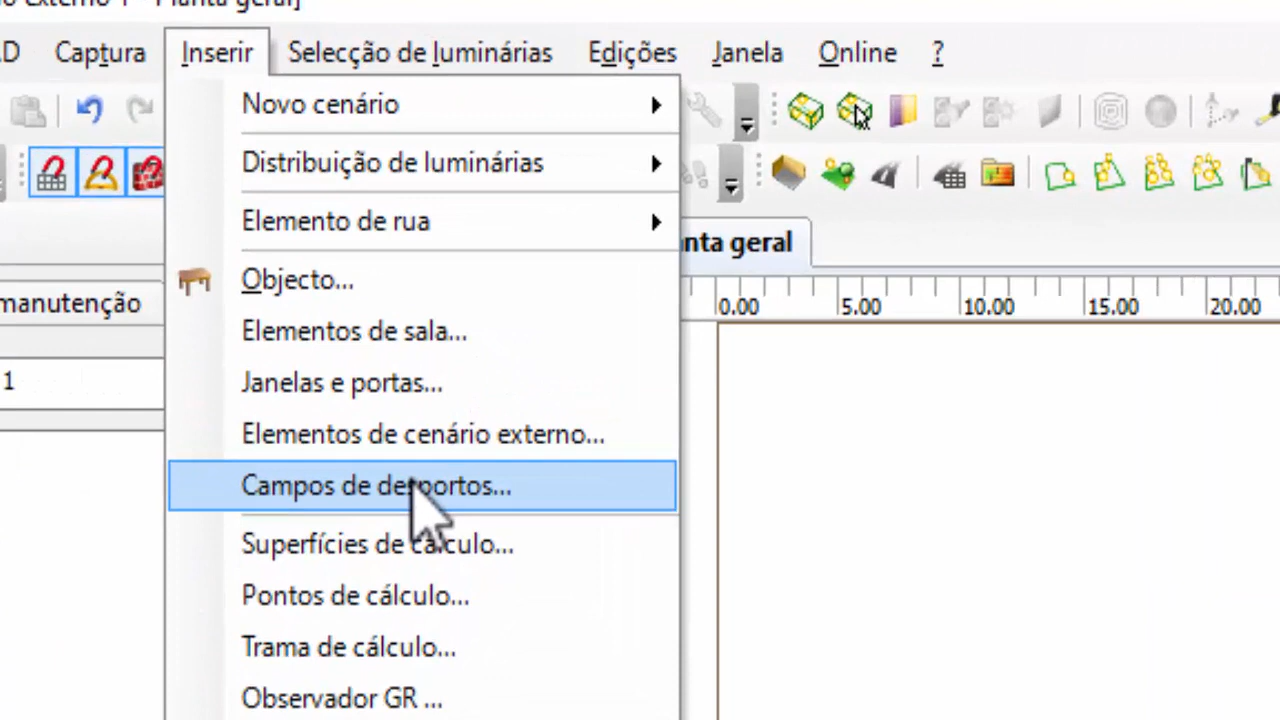 Planta geral]
D Captura Inserir Selecção de luminárias Edições Janela Online ?
Novo cenário
Distribuição de luminárias
Elemento de rua
Objecto...
Elementos de sala...
Janelas e portas...
Elementos de cenário externo...
Campos de desportos...
Superfícies de cálculo...
Pontos de cálculo...
Trama de cálculo...
Observador GR ...
manutenção
1
nta geral
0.00 5.00 10.00 15.00 20.00